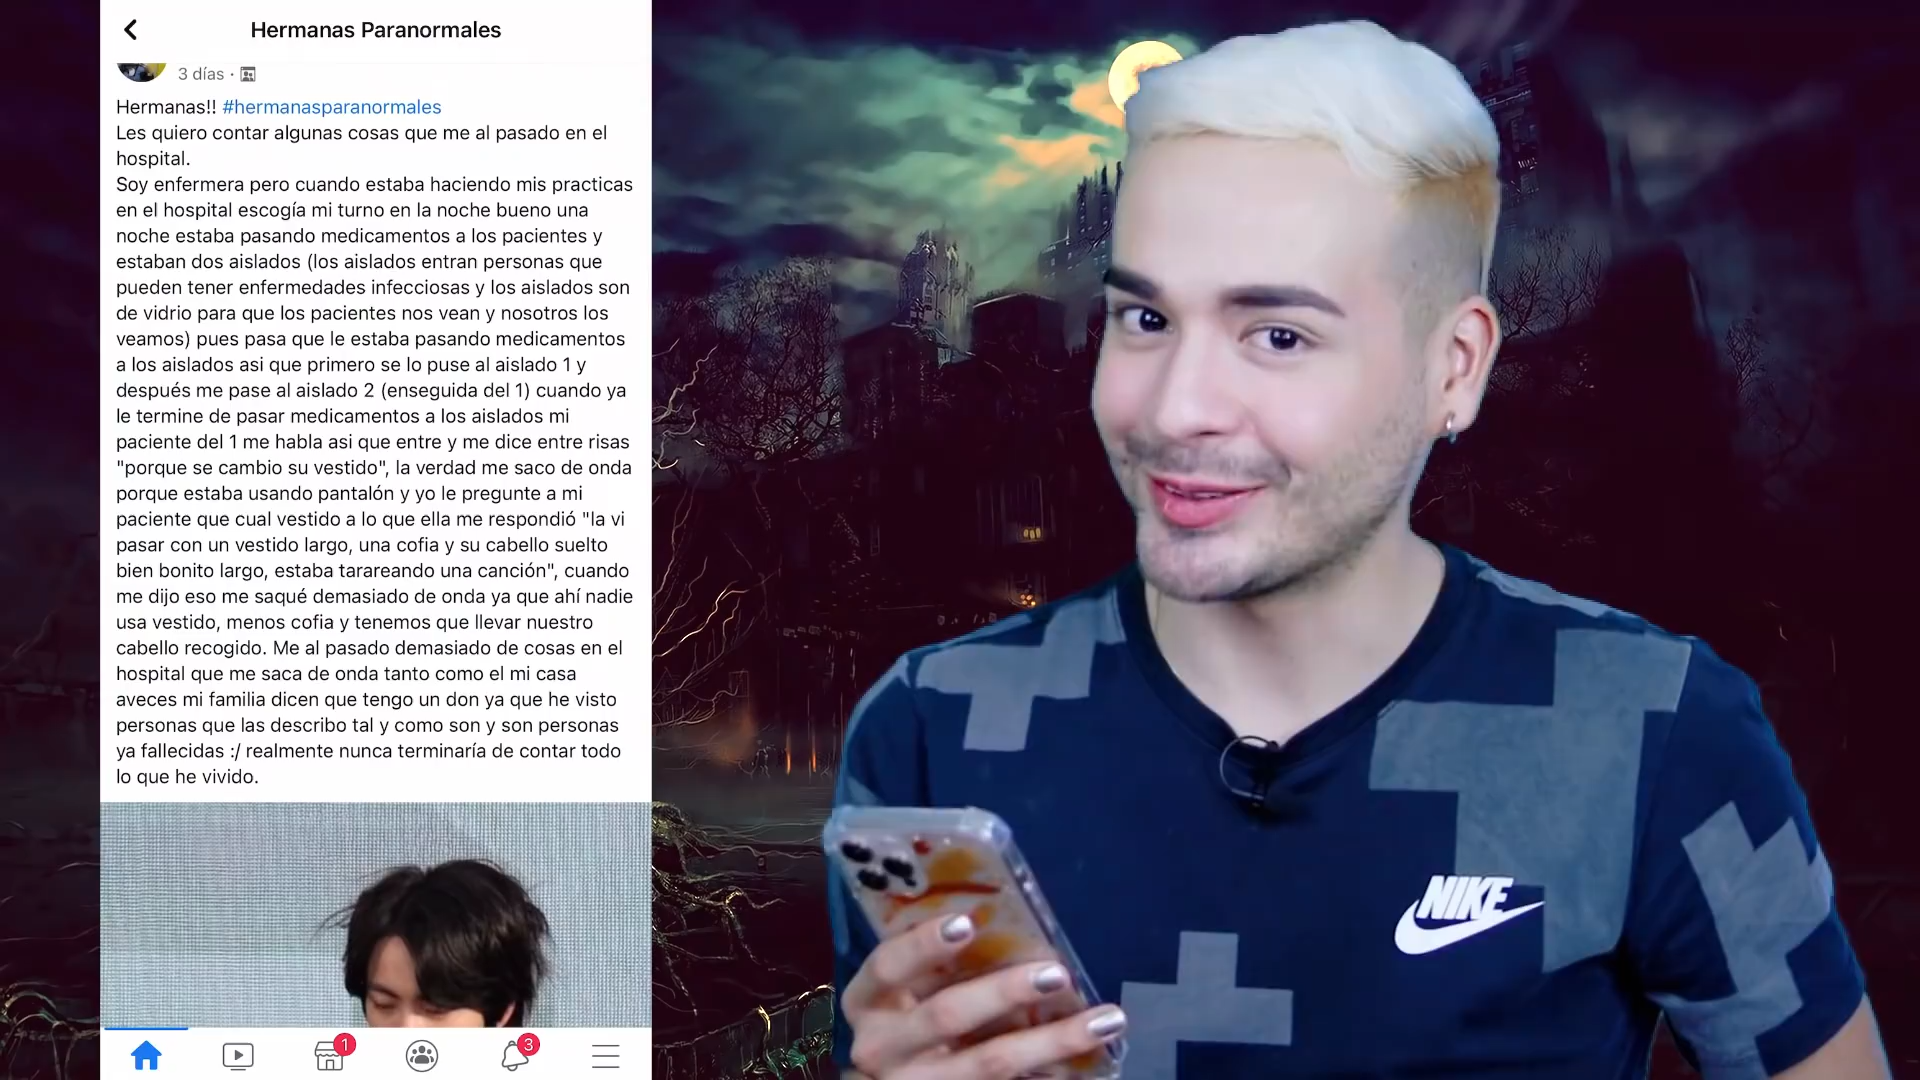 Hermanas Paranormales
3 días ·
Hermanas!! #hermanasparanormales
Les quiero contar algunas cosas que me al pasado en el
hospital.
Soy enfermera pero cuando estaba haciendo mis practicas
en el hospital escogía mi turno en la noche bueno una
noche estaba pasando medicamentos a los pacientes y
estaban dos aislados (los aislados entran personas que
pueden tener enfermedades infecciosas y los aislados son
de vidrio para que los pacientes nos vean y nosotros los
veamos) pues pasa que le estaba pasando medicamentos
a los aislados asi que primero se lo puse al aislado 1 y
después me pase al aislado 2 (enseguida del 1) cuando ya
le termine de pasar medicamentos a los aislados mi
paciente del 1 me habla asi que entre y me dice entre risas
"porque se cambio su vestido", la verdad me saco de onda
porque estaba usando pantalón y yo le pregunte a mi
paciente que cual vestido a lo que ella me respondió "la vi
pasar con un vestido largo, una cofia y su cabello suelto
bien bonito largo, estaba tarareando una canción", cuando
me dijo eso me saqué demasiado de onda ya que ahí nadie
usa vestido, menos cofia y tenemos que llevar nuestro
cabello recogido. Me al pasado demasiado de cosas en el
hospital que me saca de onda tanto como el mi casa
aveces mi familia dicen que tengo un don ya que he visto
personas que las describo tal y como son y son personas
ya fallecidas :/ realmente nunca terminaría de contar todo
lo que he vivido.
1
3
NIKE